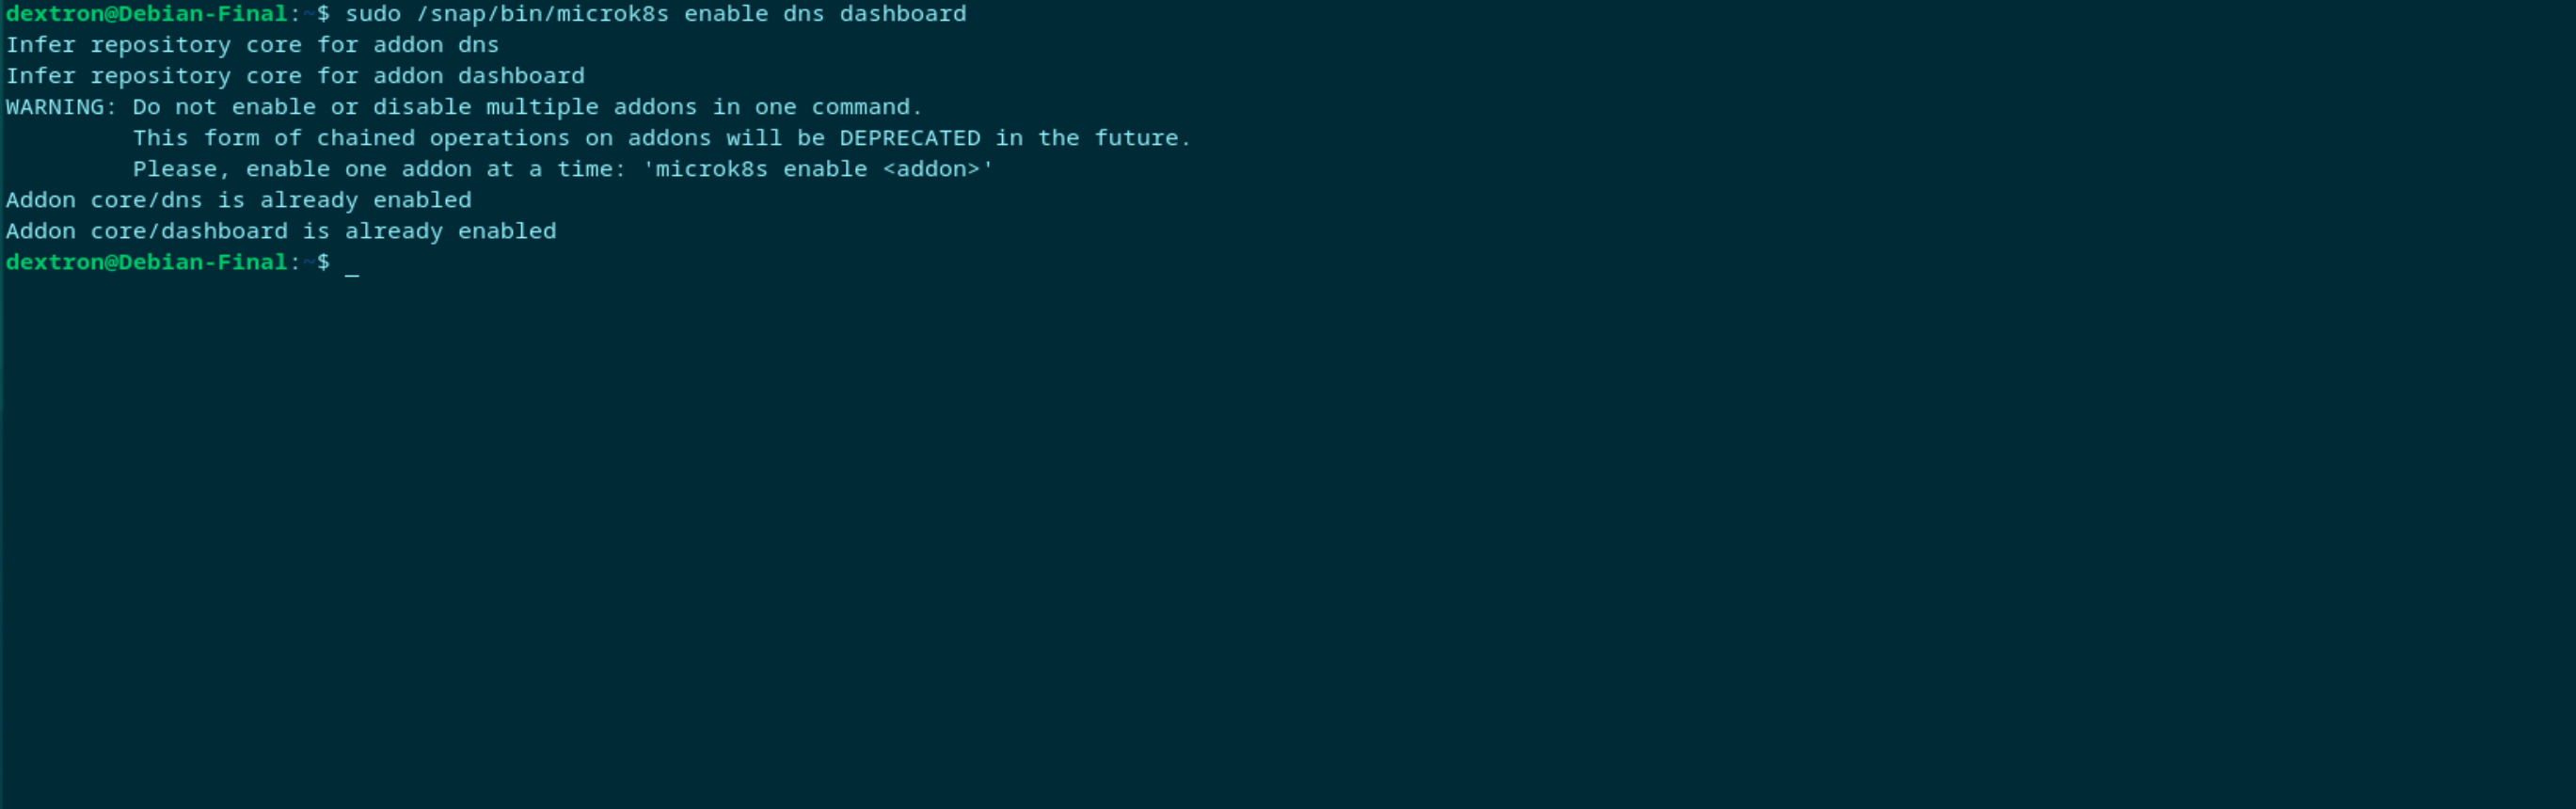 dextron@Debian-Final:~$ sudo /snap/bin/microk8s enable dns dashboard
Infer repository core for addon dns
Infer repository core for addon dashboard
WARNING: Do not enable or disable multiple addons in one command.
         This form of chained operations on addons will be DEPRECATED in the future.
         Please, enable one addon at a time: 'microk8s enable <addon>'
Addon core/dns is already enabled
Addon core/dashboard is already enabled
dextron@Debian-Final:~$ _